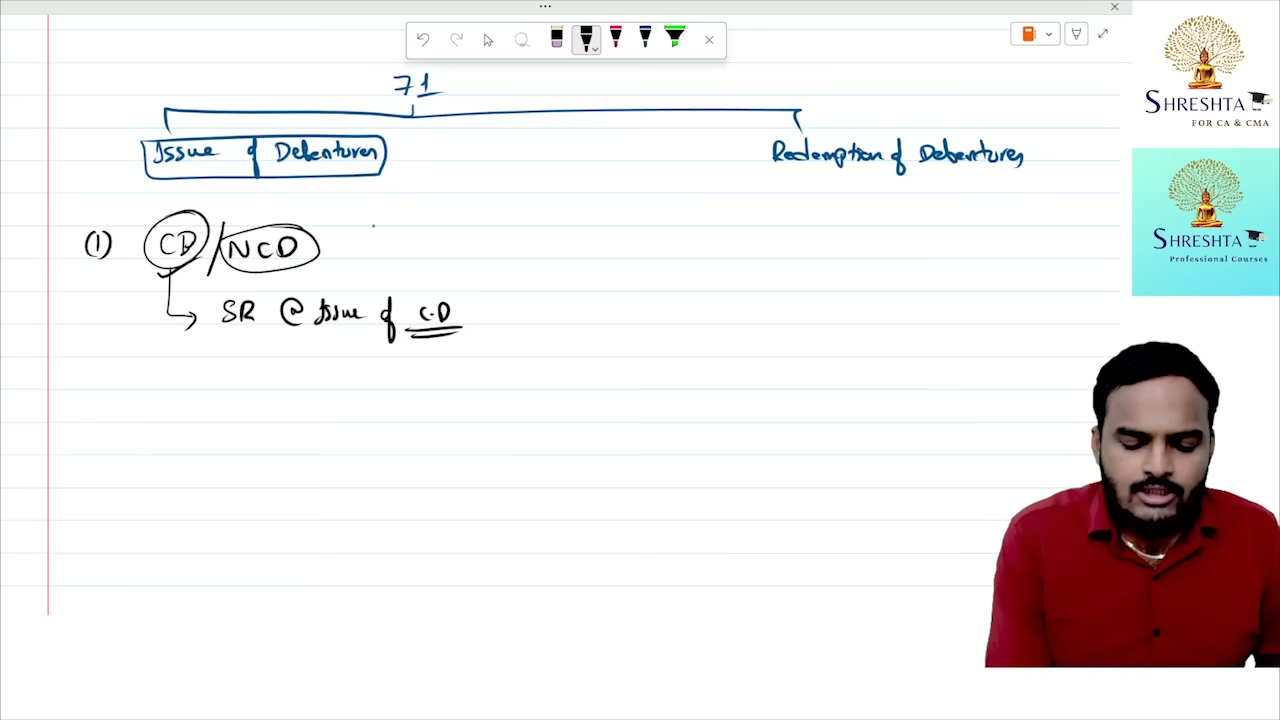 71
Issue of Debentures
Redemption of Debentures
(1) CD / NCD
SR @ Issue of C.D
SHRESHTA
FOR CA & CMA
SHRESHTA
Professional Courses